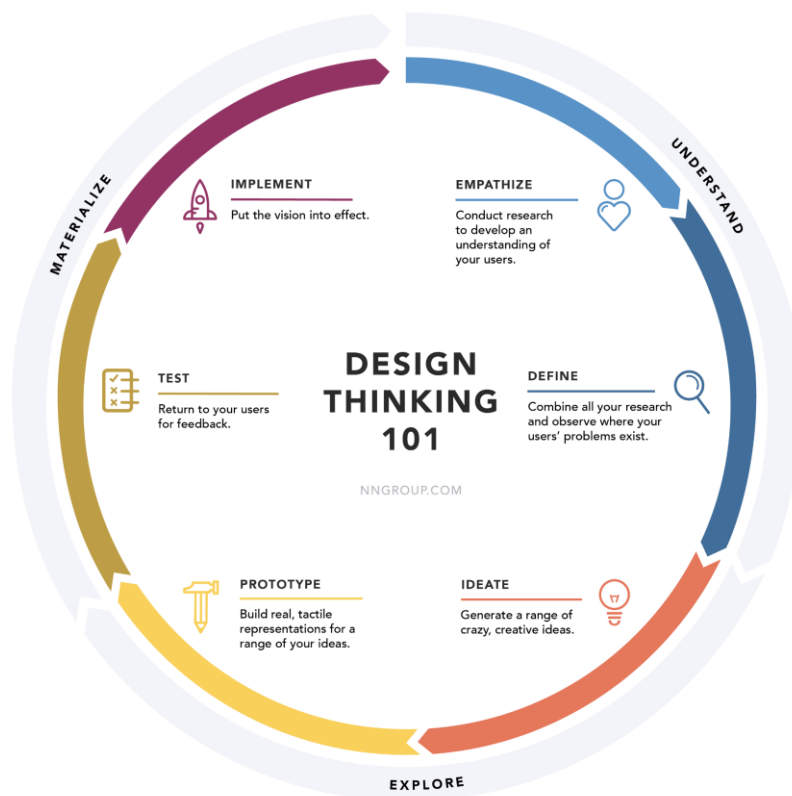 DESIGN
THINKING
101
NNGROUP.COM
UNDERSTAND
EMPATHIZE
Conduct research
to develop an
understanding of
your users.
DEFINE
Combine all your research
and observe where your
users’ problems exist.
EXPLORE
IDEATE
Generate a range of
crazy, creative ideas.
PROTOTYPE
Build real, tactile
representations for a
range of your ideas.
MATERIALIZE
TEST
Return to your users
for feedback.
IMPLEMENT
Put the vision into effect.